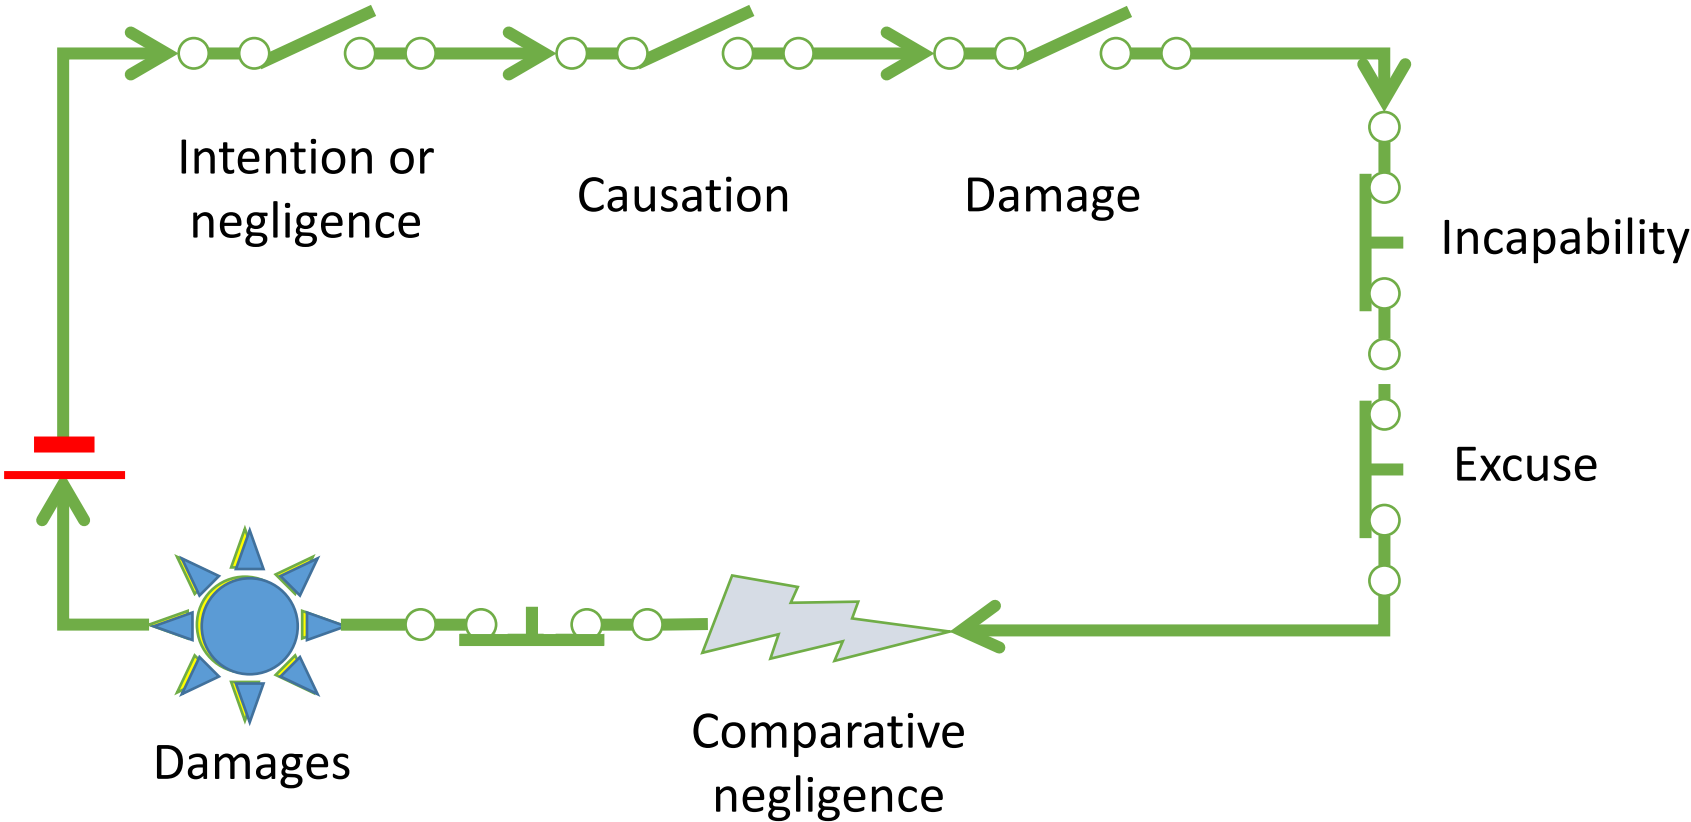 Intention or
negligence
Causation
Damage
Incapability
Excuse
Comparative
negligence
Damages